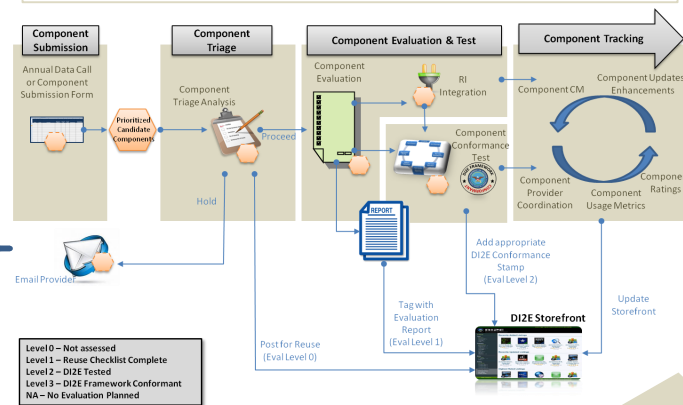 Component
Submission
Component
Triage
Component Evaluation & Test
Component Tracking
Annual Data Call
or Component
Submission Form
Prioritized
Candidate
Components
Component
Triage Analysis
Proceed
Hold
Email Provider
Component
Evaluation
RI
Integration
Component
Conformance
Test
REPORT
Component CM
Component Updates
Enhancements
Component
Provider
Coordination
Component
Usage Metrics
Ratings
Post for Reuse
(Eval Level 0)
Tag with
Evaluation
Report
(Eval Level 1)
Add appropriate
DI2E Conformance
Stamp
(Eval Level 2)
Update
Storefront
DI2E Storefront
Level 0 – Not assessed
Level 1 – Reuse Checklist Complete
Level 2 – DI2E Tested
Level 3 – DI2E Framework Conformant
NA – No Evaluation Planned